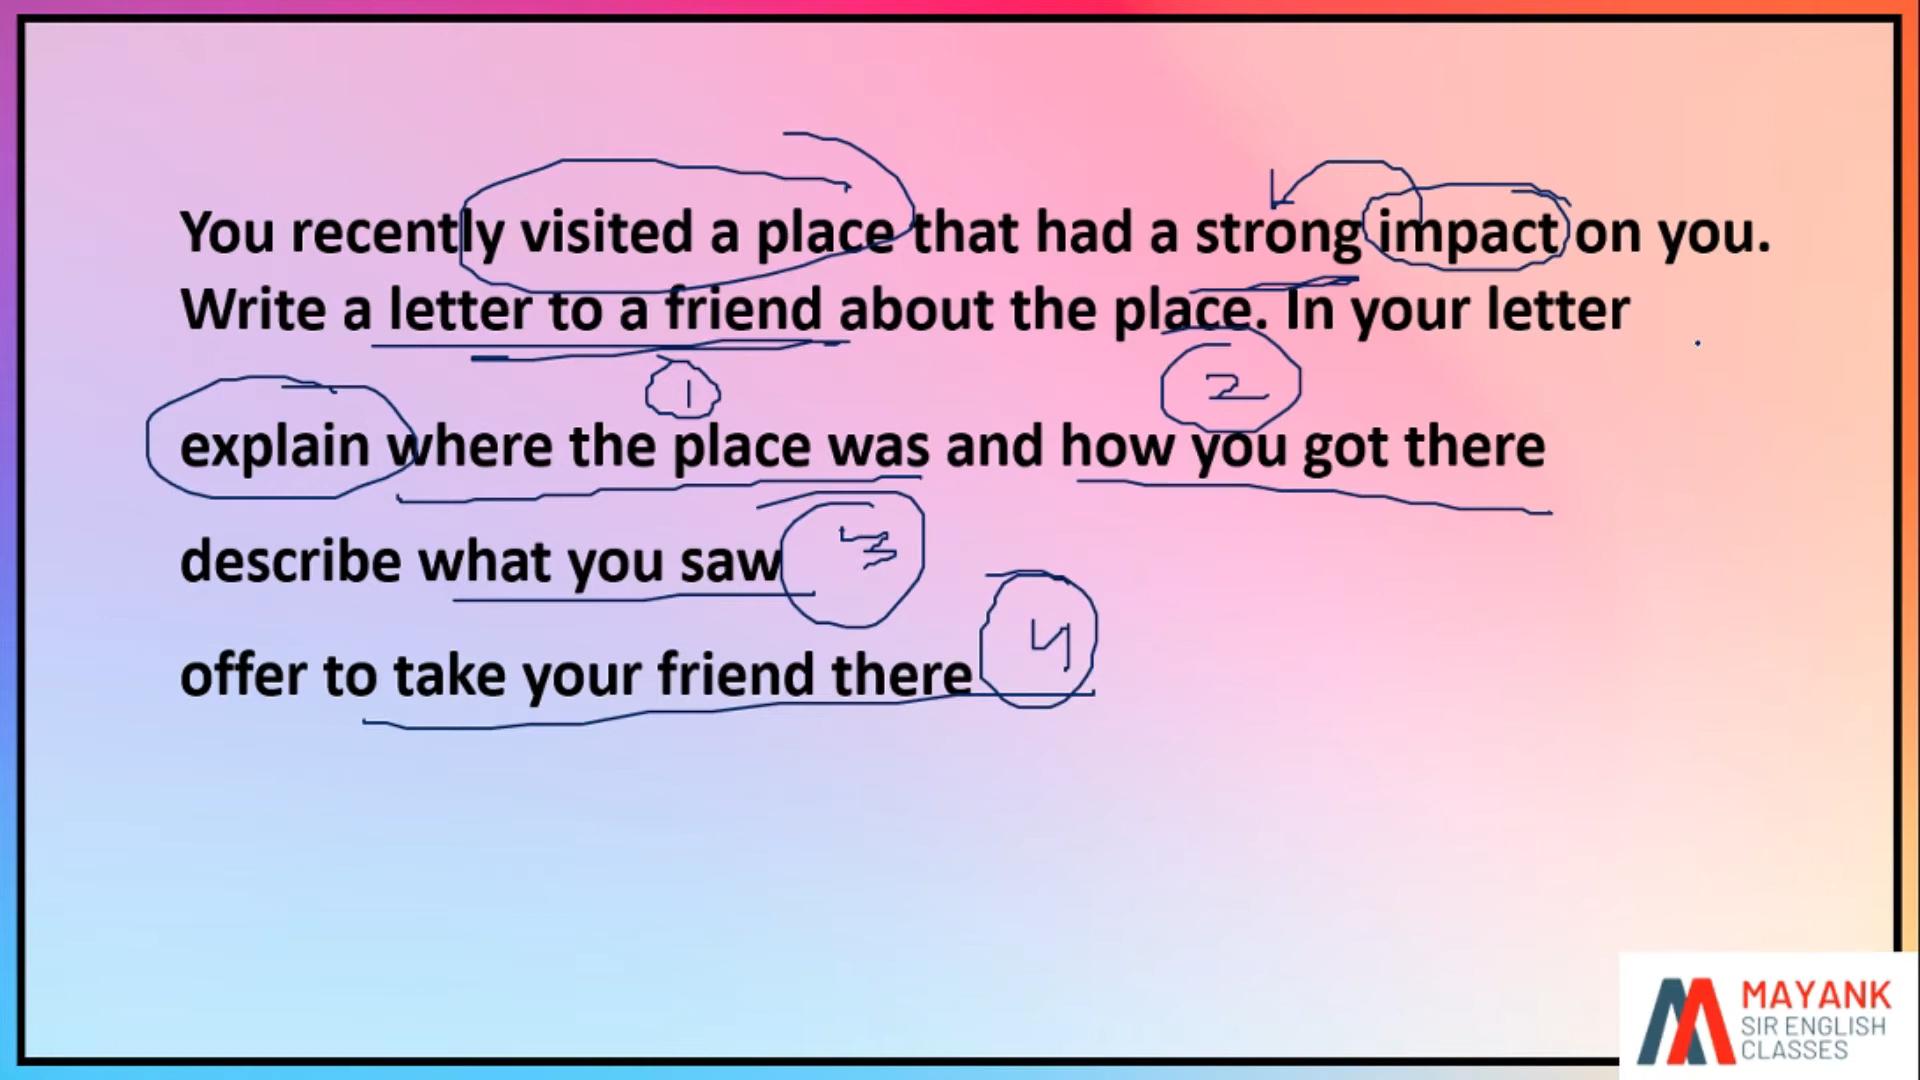 You recently visited a place that had a strong impact on you.
Write a letter to a friend about the place. In your letter
1 2
explain where the place was and how you got there
describe what you saw 3
offer to take your friend there 4
MAYANK
SIR ENGLISH
CLASSES